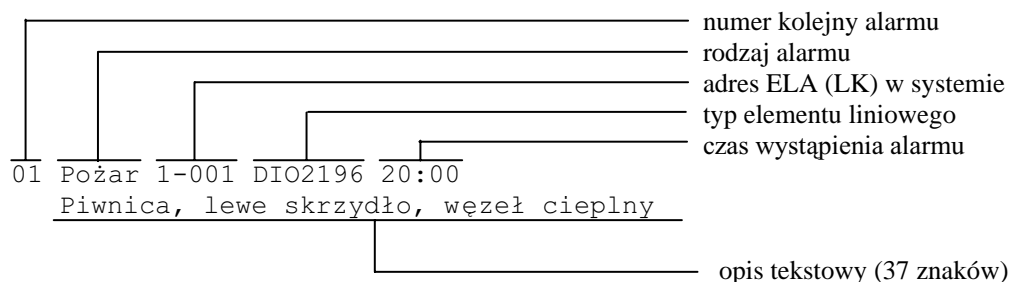 numer kolejny alarmu
rodzaj alarmu
adres ELA (LK) w systemie
typ elementu liniowego
czas wystąpienia alarmu
01 Pożar 1-001 DIO2196 20:00
Piwnica, lewe skrzydło, węzeł cieplny
opis tekstowy (37 znaków)